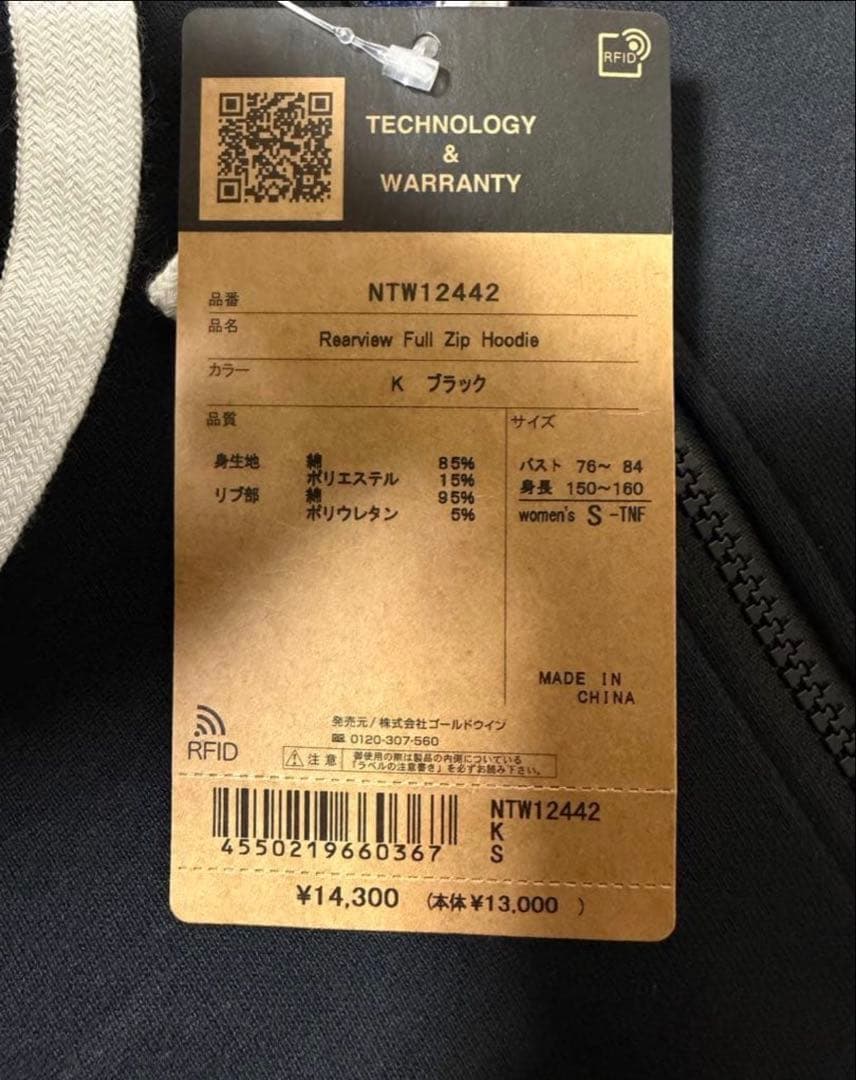 RFID
TECHNOLOGY
&
WARRANTY
品番 NTW12442
品名 Rearview Full Zip Hoodie
カラー K ブラック
品質
身生地 綿 85%
ポリエステル 15%
リブ部 綿 95%
ポリウレタン 5%
サイズ
バスト 76～ 84
身長 150～160
women's S -TNF
MADE IN
CHINA
RFID
発売元/株式会社ゴールドウイン
0120-307-560
注意 御使用の際は製品の内側についている
「ラベルの注意書き」を必ずお読み下さい。
4550219660367
NTW12442
K
S
¥14,300 (本体¥13,000 )